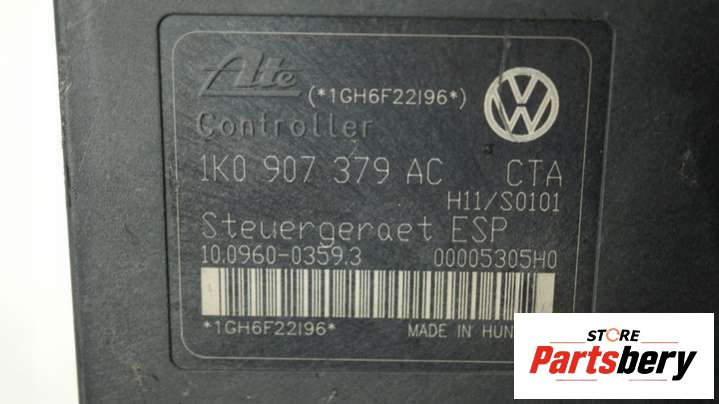 Ate (*1GH6F22I96*)
VW
Controller
1K0 907 379 AC CTA
H11/S0101
Steuergeraet ESP
10.0960-0359.3 00005305H0
*1GH6F22I96* MADE IN HUN
STORE
Partsbery